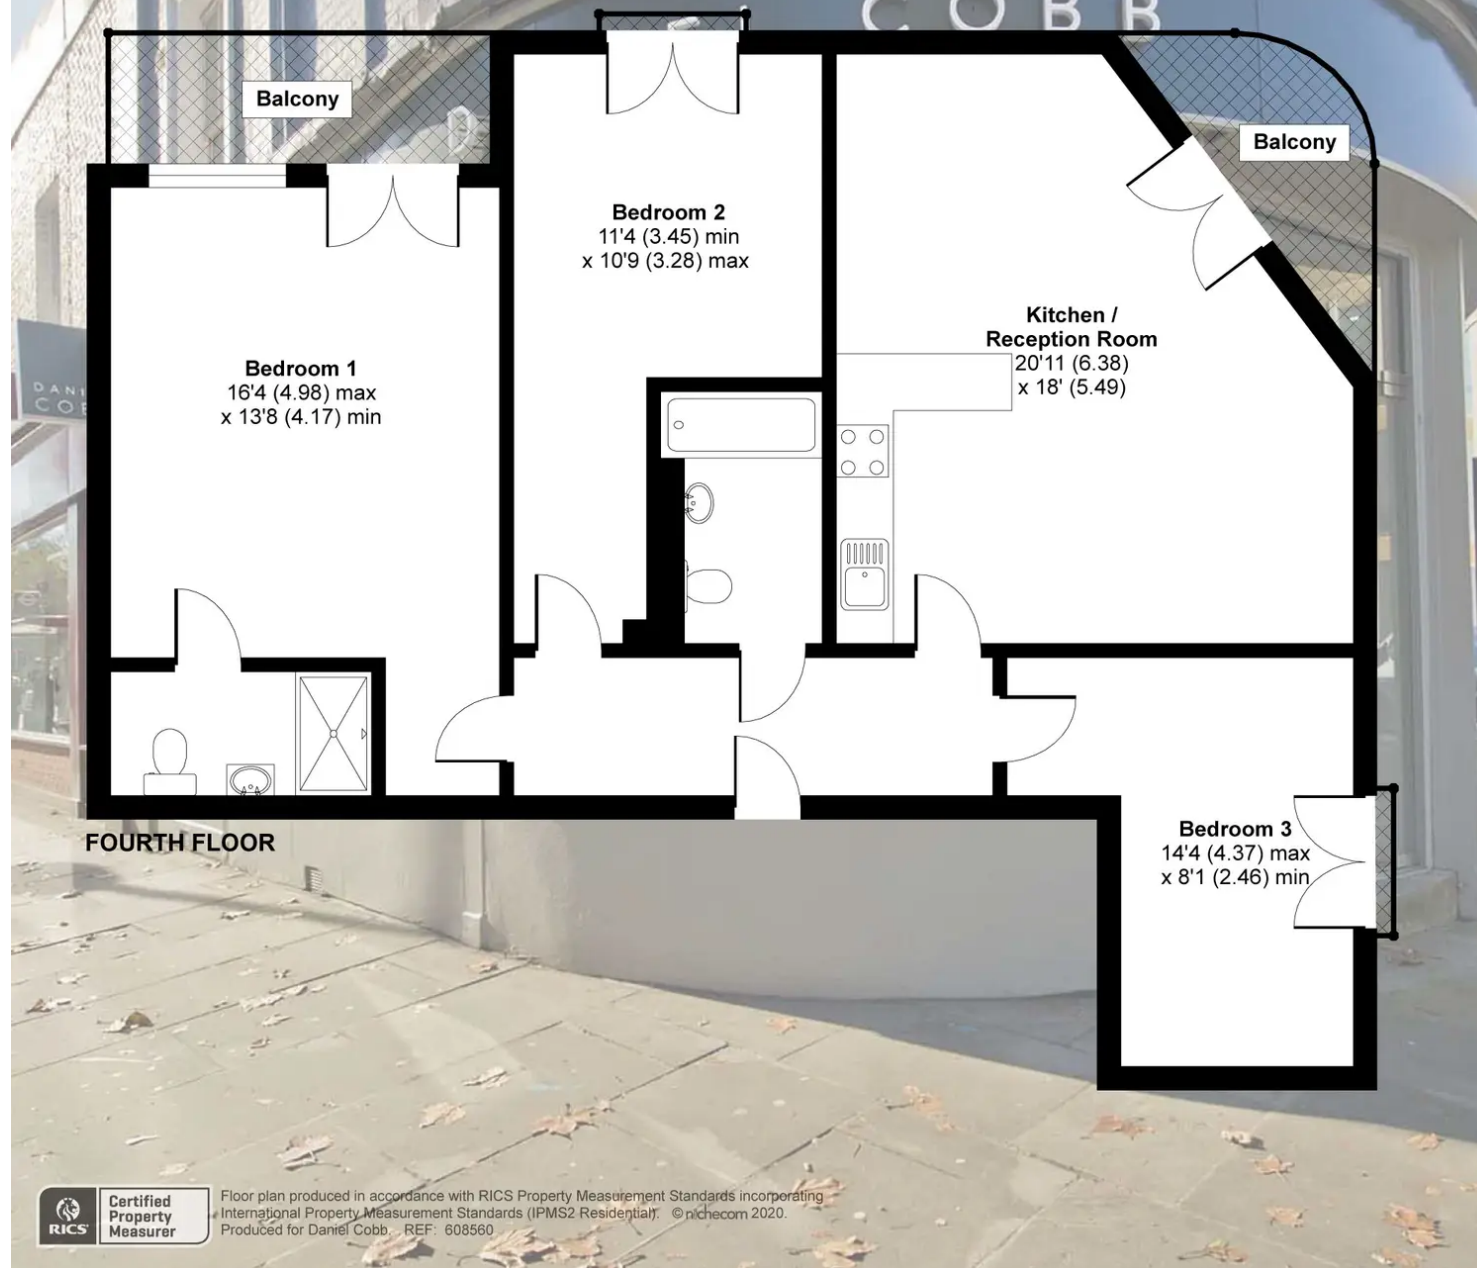 COBB
Balcony
Balcony
Bedroom 2
11'4 (3.45) min
x 10'9 (3.28) max
Kitchen /
Reception Room
20'11 (6.38)
x 18' (5.49)
Bedroom 1
16'4 (4.98) max
x 13'8 (4.17) min
DANI
COB
Bedroom 3
14'4 (4.37) max
x 8'1 (2.46) min
FOURTH FLOOR
RICS
Certified
Property
Measurer
Floor plan produced in accordance with RICS Property Measurement Standards incorporating
International Property Measurement Standards (IPMS2 Residential). ©nichecom 2020.
Produced for Daniel Cobb. REF: 608560